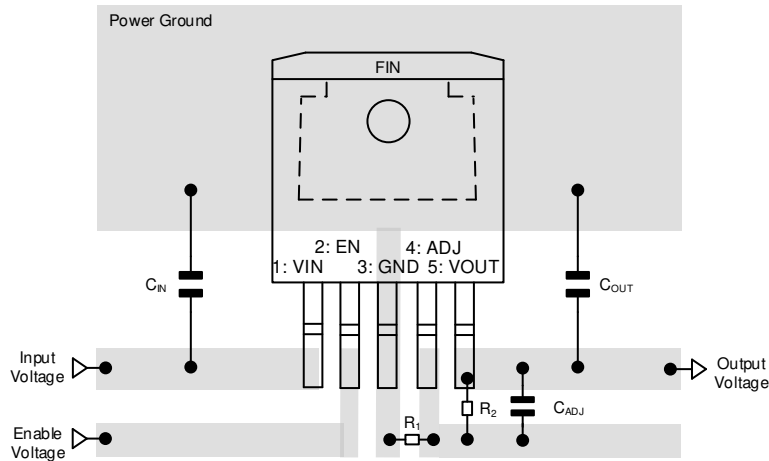 Power Ground
FIN
2: EN
4: ADJ
1: VIN
3: GND
5: VOUT
CIN
COUT
Input
Voltage
Output
Voltage
R2
CADJ
R1
Enable
Voltage